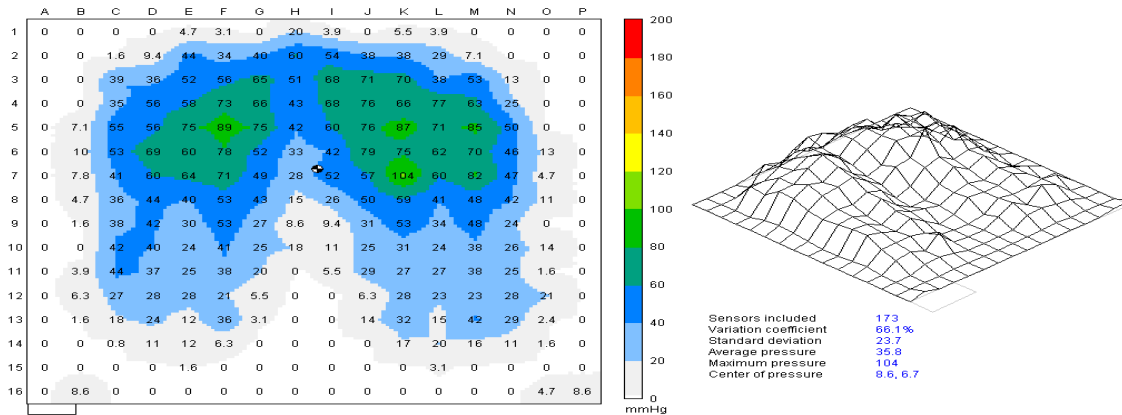 A B C D E F G H I J K L M N O P
1 0 0 0 0 4.7 3.1 0 20 3.9 0 5.5 3.9 0 0 0 0
2 0 0 1.6 9.4 44 34 40 60 54 38 38 29 7.1 0 0 0
3 0 0 39 36 52 56 65 51 68 71 70 38 53 13 0 0
4 0 0 35 56 58 73 66 43 68 76 66 77 63 25 0 0
5 0 7.1 55 56 75 89 75 42 60 76 87 71 85 50 0 0
6 0 10 53 69 60 78 52 33 42 79 75 62 70 46 13 0
7 0 7.8 41 60 64 71 49 28 52 57 104 60 82 47 4.7 0
8 0 4.7 36 44 40 53 43 15 26 50 59 41 48 42 11 0
9 0 1.6 38 42 30 53 27 8.6 9.4 31 53 34 48 24 0 0
10 0 0 42 40 24 41 25 18 11 25 31 24 38 26 14 0
11 0 3.9 44 37 25 38 20 0 5.5 29 27 27 38 25 1.6 0
12 0 6.3 27 28 28 21 5.5 0 0 6.3 28 23 23 28 21 0
13 0 1.6 18 24 12 36 3.1 0 0 14 32 15 42 29 2.4 0
14 0 0 0.8 11 12 6.3 0 0 0 0 17 20 16 11 1.6 0
15 0 0 0 0 1.6 0 0 0 0 0 0 3.1 0 0 0 0
16 0 8.6 0 0 0 0 0 0 0 0 0 0 0 0 4.7 8.6
200
180
160
140
120
100
80
60
40
20
0
mmHg
Sensors included 173
Variation coefficient 66.1%
Standard deviation 23.7
Average pressure 35.8
Maximum pressure 104
Center of pressure 8.6, 6.7